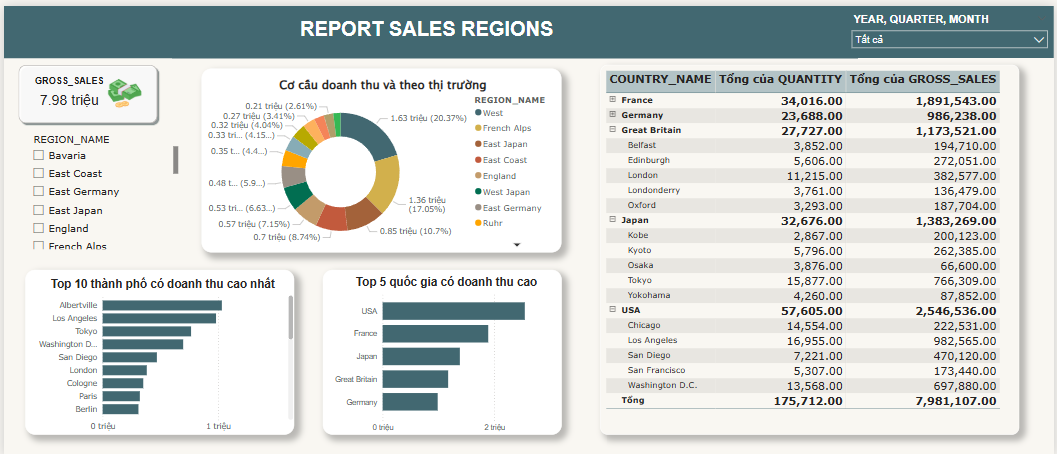 REPORT SALES REGIONS
YEAR, QUARTER, MONTH
Tất cả
GROSS_SALES
7.98 triệu
REGION_NAME
Bavaria
East Coast
East Germany
East Japan
England
French Alps
Cơ cấu doanh thu và theo thị trường
0.21 triệu (2.61%)
0.27 triệu (3.41%)
0.32 triệu (4.04%)
0.33 tri... (4.15...)
0.35 t... (4.4...)
0.48 t... (5.9...)
0.53 tri... (6.63...)
0.57 triệu (7.15%)
0.7 triệu (8.74%)
0.85 triệu (10.7%)
1.36 triệu
(17.05%)
1.63 triệu (20.37%)
REGION_NAME
West
French Alps
East Japan
East Coast
England
West Japan
East Germany
Ruhr
Top 10 thành phố có doanh thu cao nhất
Albertville
Los Angeles
Tokyo
Washington D...
San Diego
London
Cologne
Paris
Berlin
0 triệu 1 triệu
Top 5 quốc gia có doanh thu cao
USA
France
Japan
Great Britain
Germany
0 triệu 2 triệu
COUNTRY_NAME Tổng của QUANTITY Tổng của GROSS_SALES
France 34,016.00 1,891,543.00
Germany 23,688.00 986,238.00
Great Britain 27,727.00 1,173,521.00
Belfast 3,852.00 194,710.00
Edinburgh 5,606.00 272,051.00
London 11,215.00 382,577.00
Londonderry 3,761.00 136,479.00
Oxford 3,293.00 187,704.00
Japan 32,676.00 1,383,269.00
Kobe 2,867.00 200,123.00
Kyoto 5,796.00 262,385.00
Osaka 3,876.00 66,600.00
Tokyo 15,877.00 766,309.00
Yokohama 4,260.00 87,852.00
USA 57,605.00 2,546,536.00
Chicago 14,554.00 222,531.00
Los Angeles 16,955.00 982,565.00
San Diego 7,221.00 470,120.00
San Francisco 5,307.00 173,440.00
Washington D.C. 13,568.00 697,880.00
Tổng 175,712.00 7,981,107.00